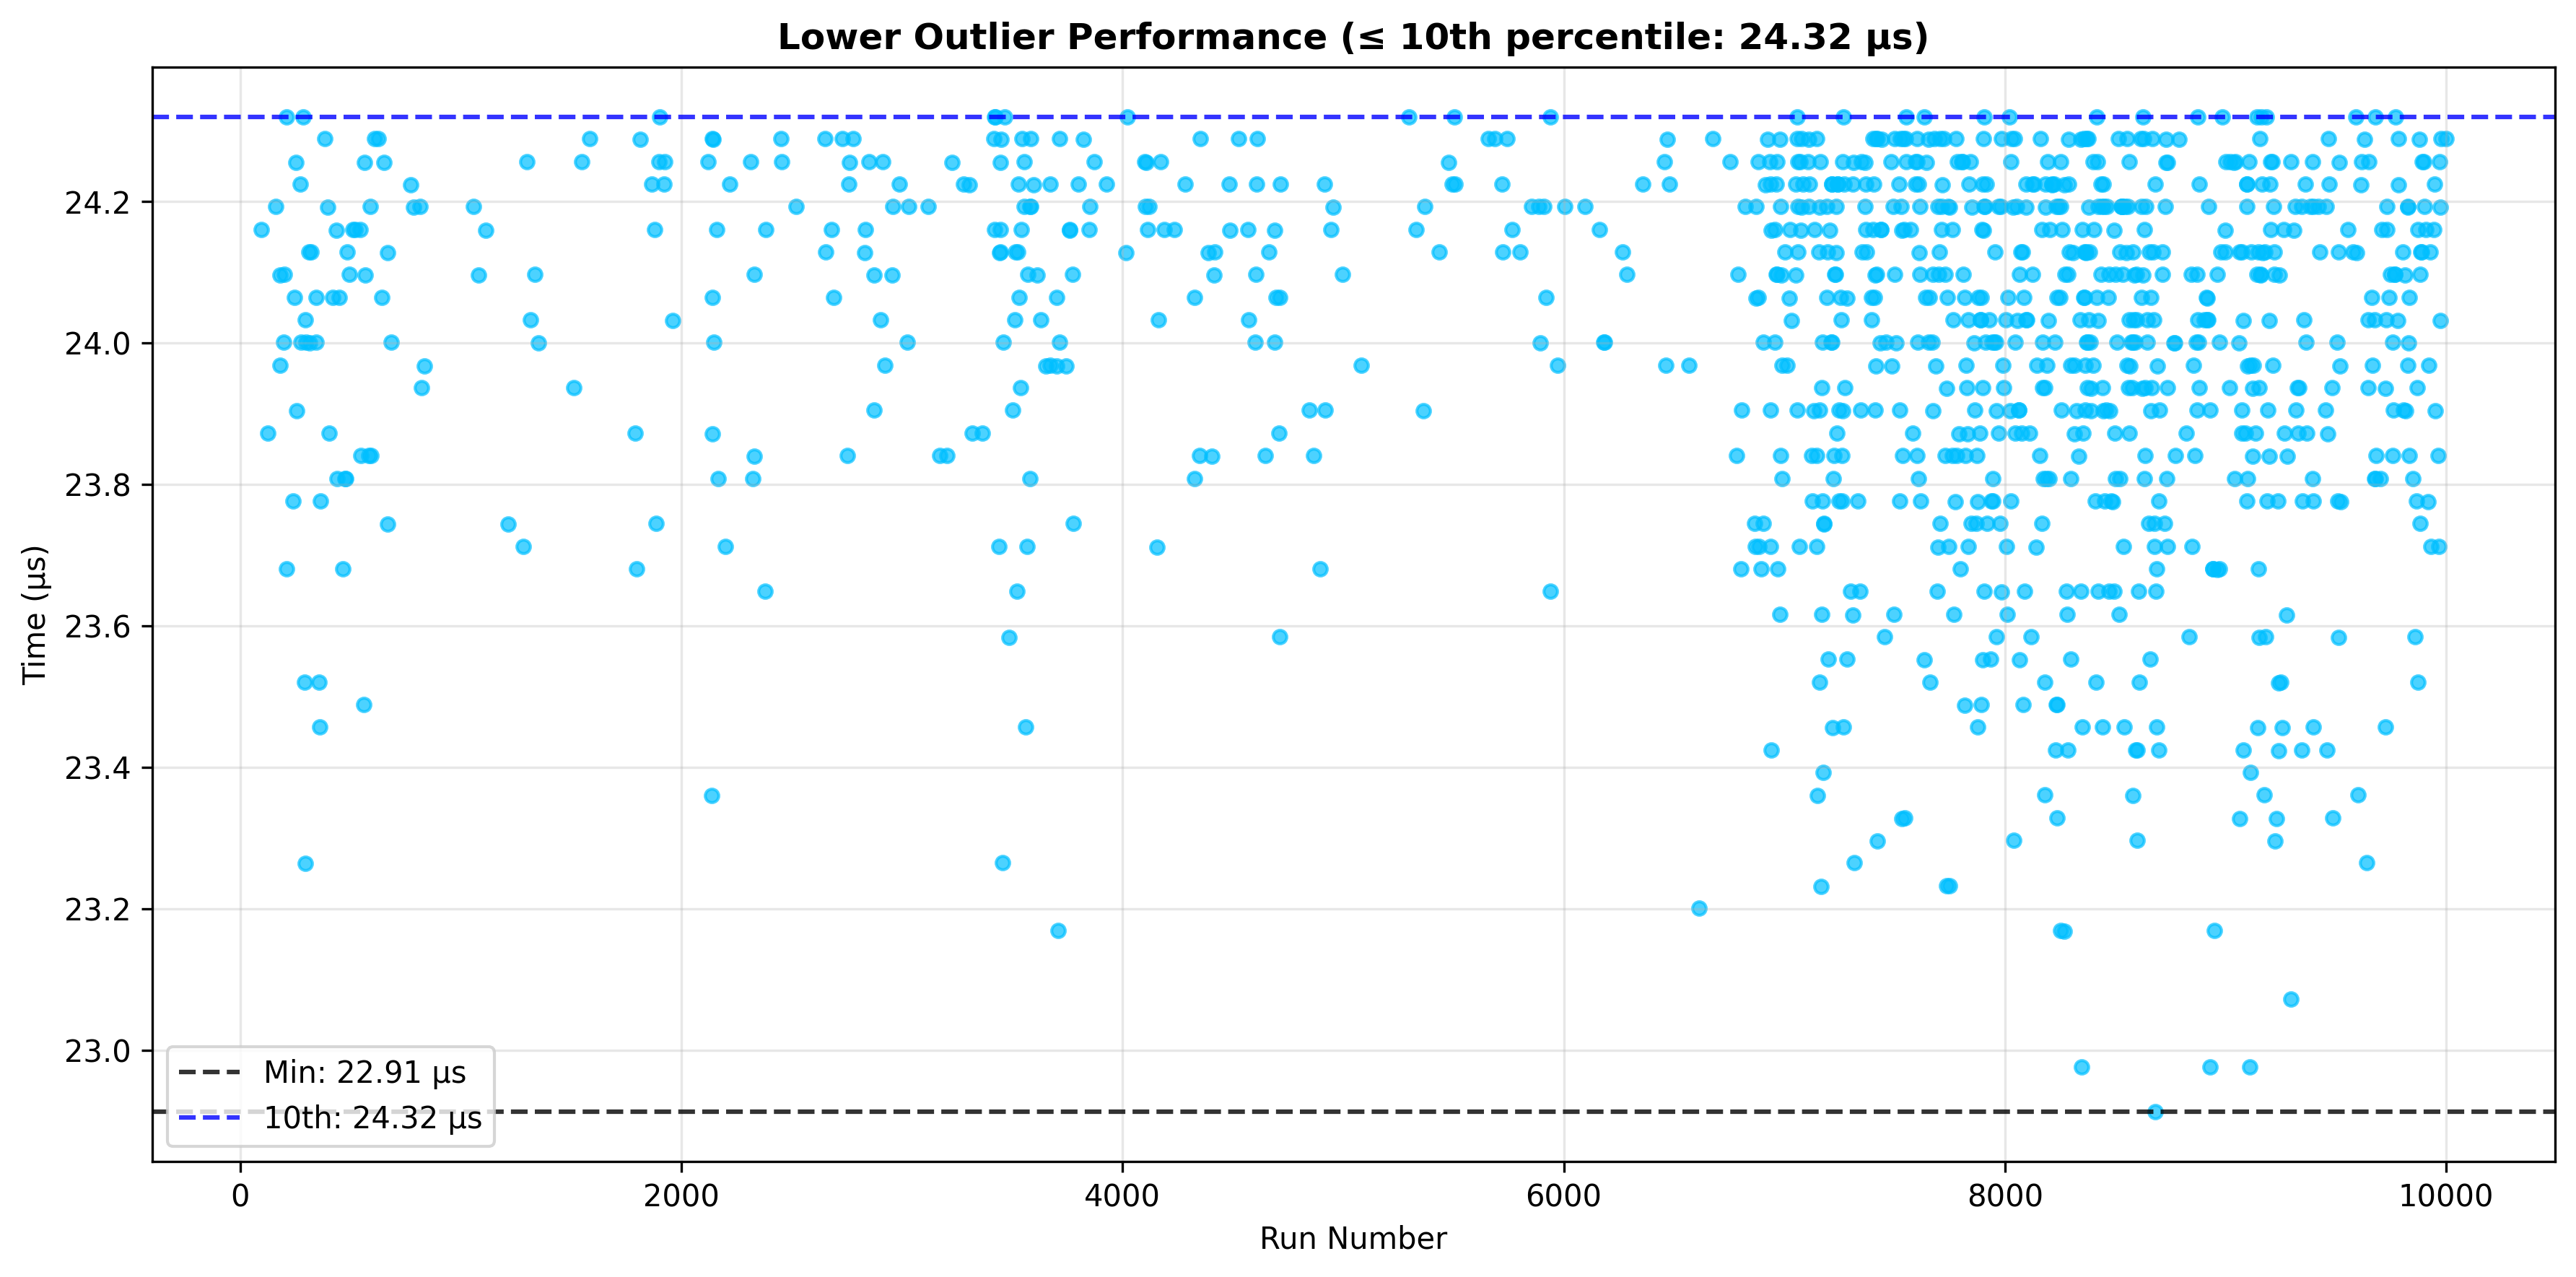 Lower Outlier Performance (≤ 10th percentile: 24.32 μs)
Time (μs)
24.2
24.0
23.8
23.6
23.4
23.2
23.0
Min: 22.91 μs
10th: 24.32 μs
0
2000
4000
6000
8000
10000
Run Number